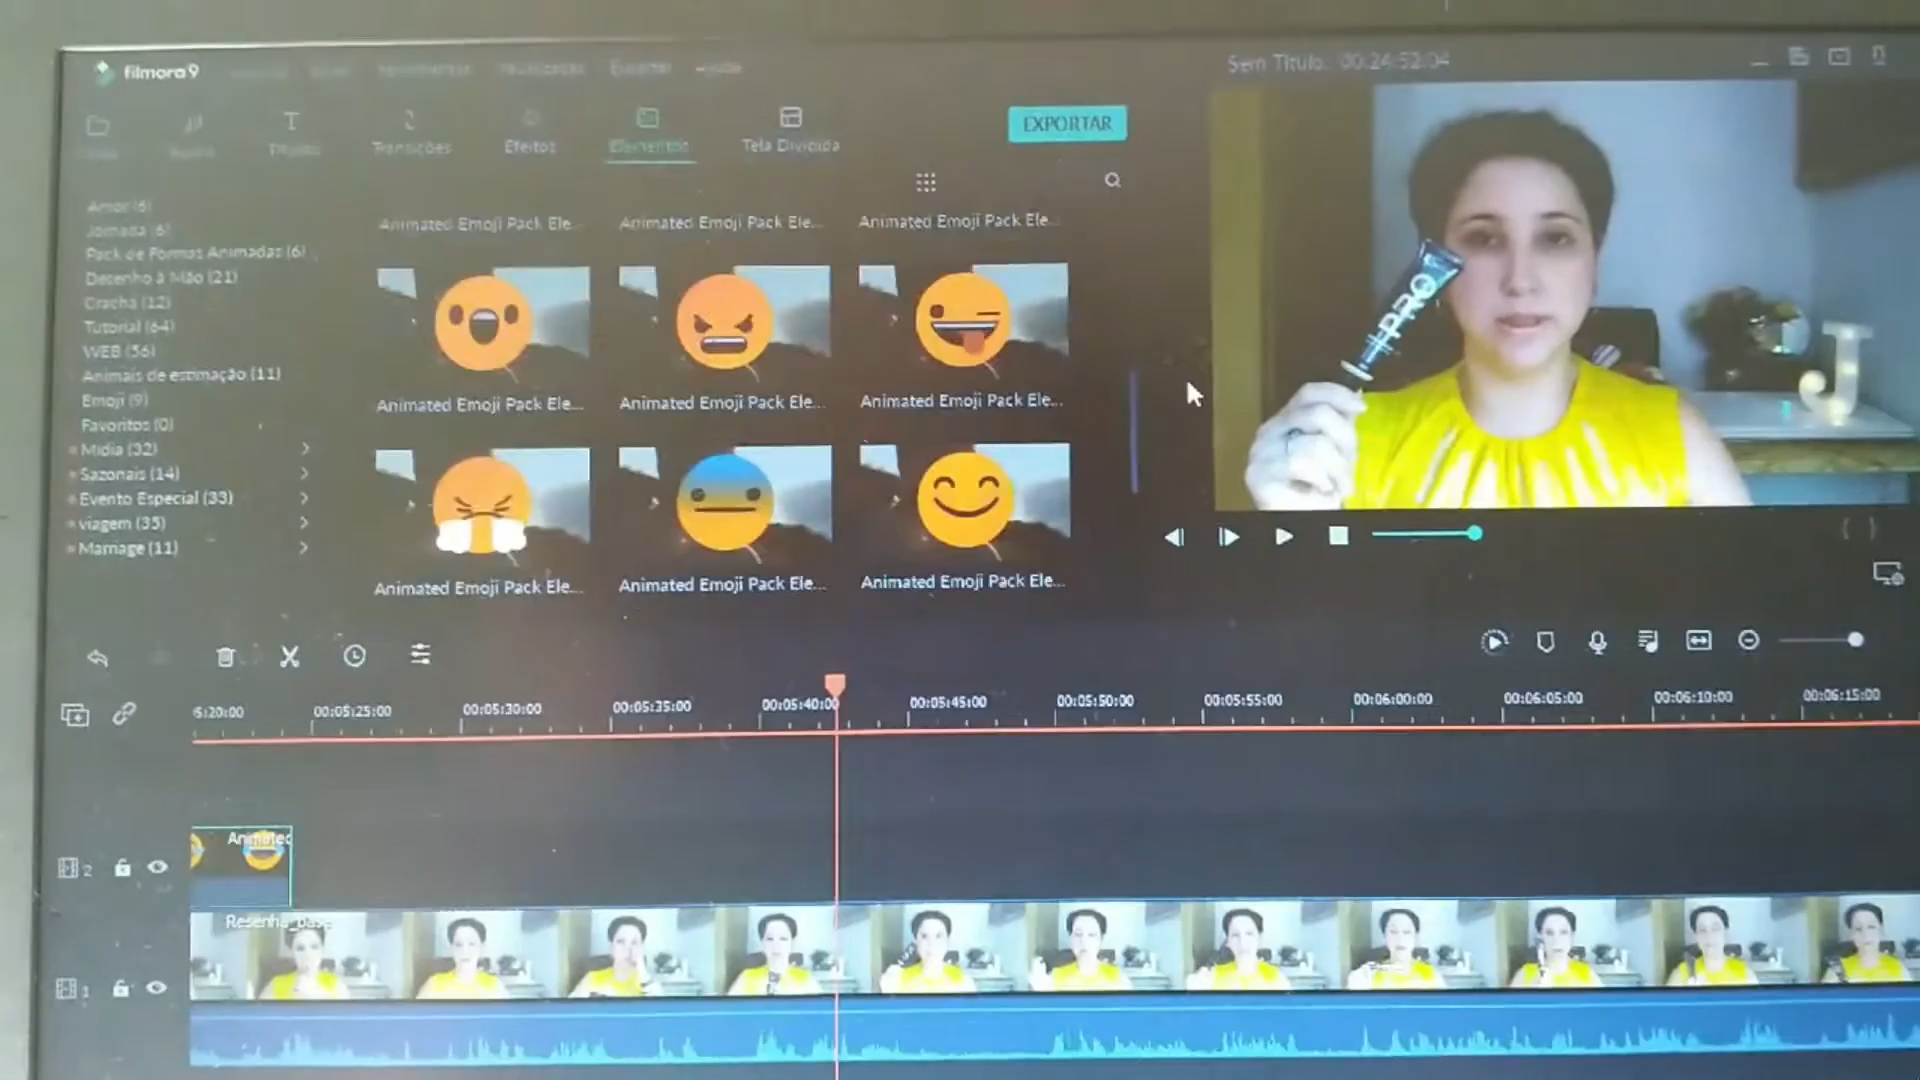 filmora9
Exportar
Ajuda
Sem Título: 00:24:52:04
Transições
Efeitos
Elementos
Tela Dividida
EXPORTAR
Amor (6)
Jornada (6)
Pack de Formas Animadas (6)
Desenho à Mão (21)
Crachá (12)
Tutorial (64)
WEB (56)
Animais de estimação (11)
Emoji (9)
Favoritos (0)
Mídia (32)
Sazonais (14)
Evento Especial (33)
viagem (35)
Marriage (11)
Animated Emoji Pack Ele...
Animated Emoji Pack Ele...
Animated Emoji Pack Ele...
Animated Emoji Pack Ele...
Animated Emoji Pack Ele...
Animated Emoji Pack Ele...
Animated Emoji Pack Ele...
Animated Emoji Pack Ele...
Animated Emoji Pack Ele...
PRO
5:20:00
00:05:25:00
00:05:30:00
00:05:35:00
00:05:40:00
00:05:45:00
00:05:50:00
00:05:55:00
00:06:00:00
00:06:05:00
00:06:10:00
00:06:15:00
2
Animated
Resenha_base
1